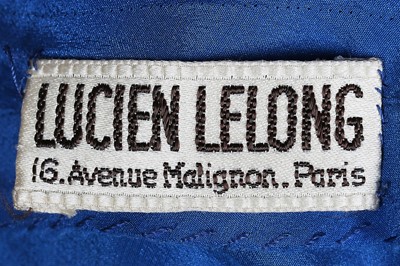 LUCIEN LELONG
16. Avenue Matignon. Paris